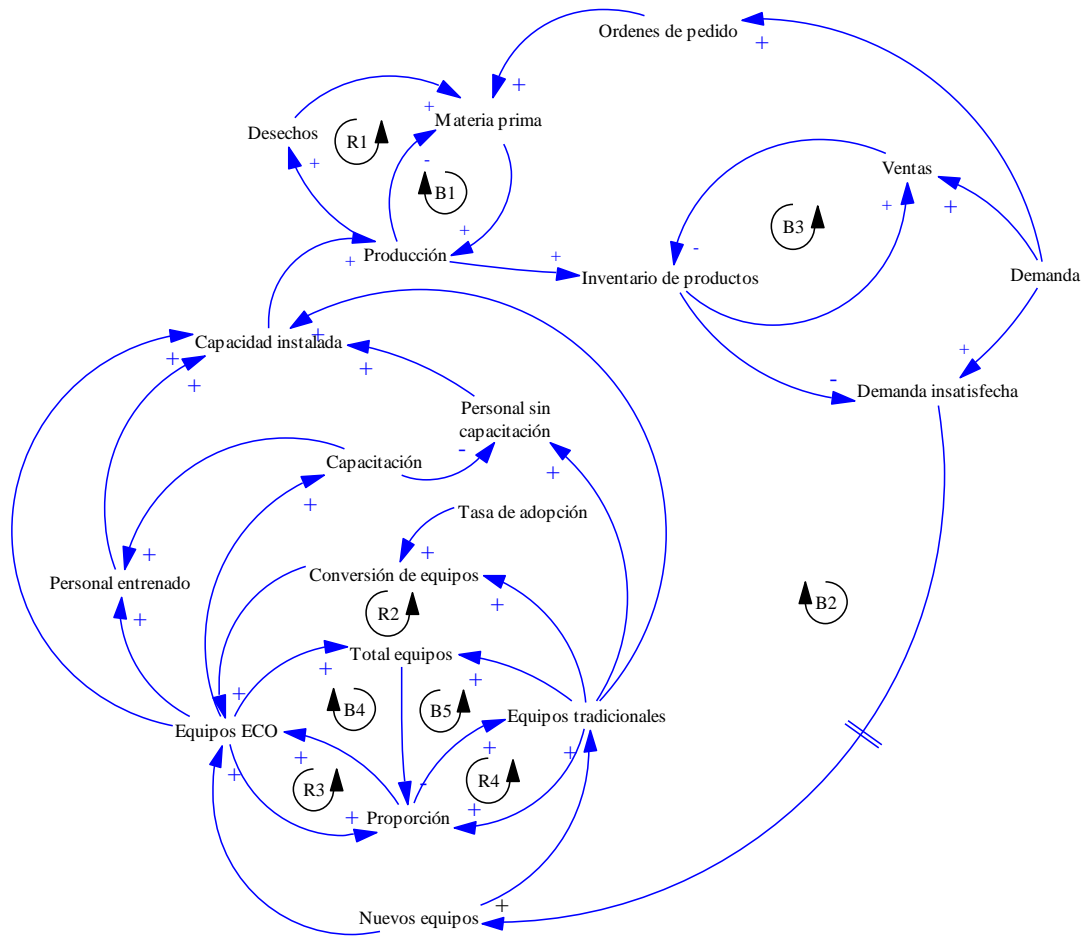 Ordenes de pedido
+
+
+
Materia prima
Desechos
R1
+
-
B1
Ventas
+
+
B3
+
+
Producción
+
-
Inventario de productos
Demanda
+
Capacidad instalada
+
+
+
+
-
Demanda insatisfecha
Personal sin
capacitación
-
Capacitación
+
+
Tasa de adopción
+
+
Personal entrenado
Conversión de equipos
+
+
R2
B2
Total equipos
+
+
+
B4
B5
Equipos tradicionales
Equipos ECO
+
+
+
+
-
R3
R4
+
+
Proporción
Nuevos equipos
+